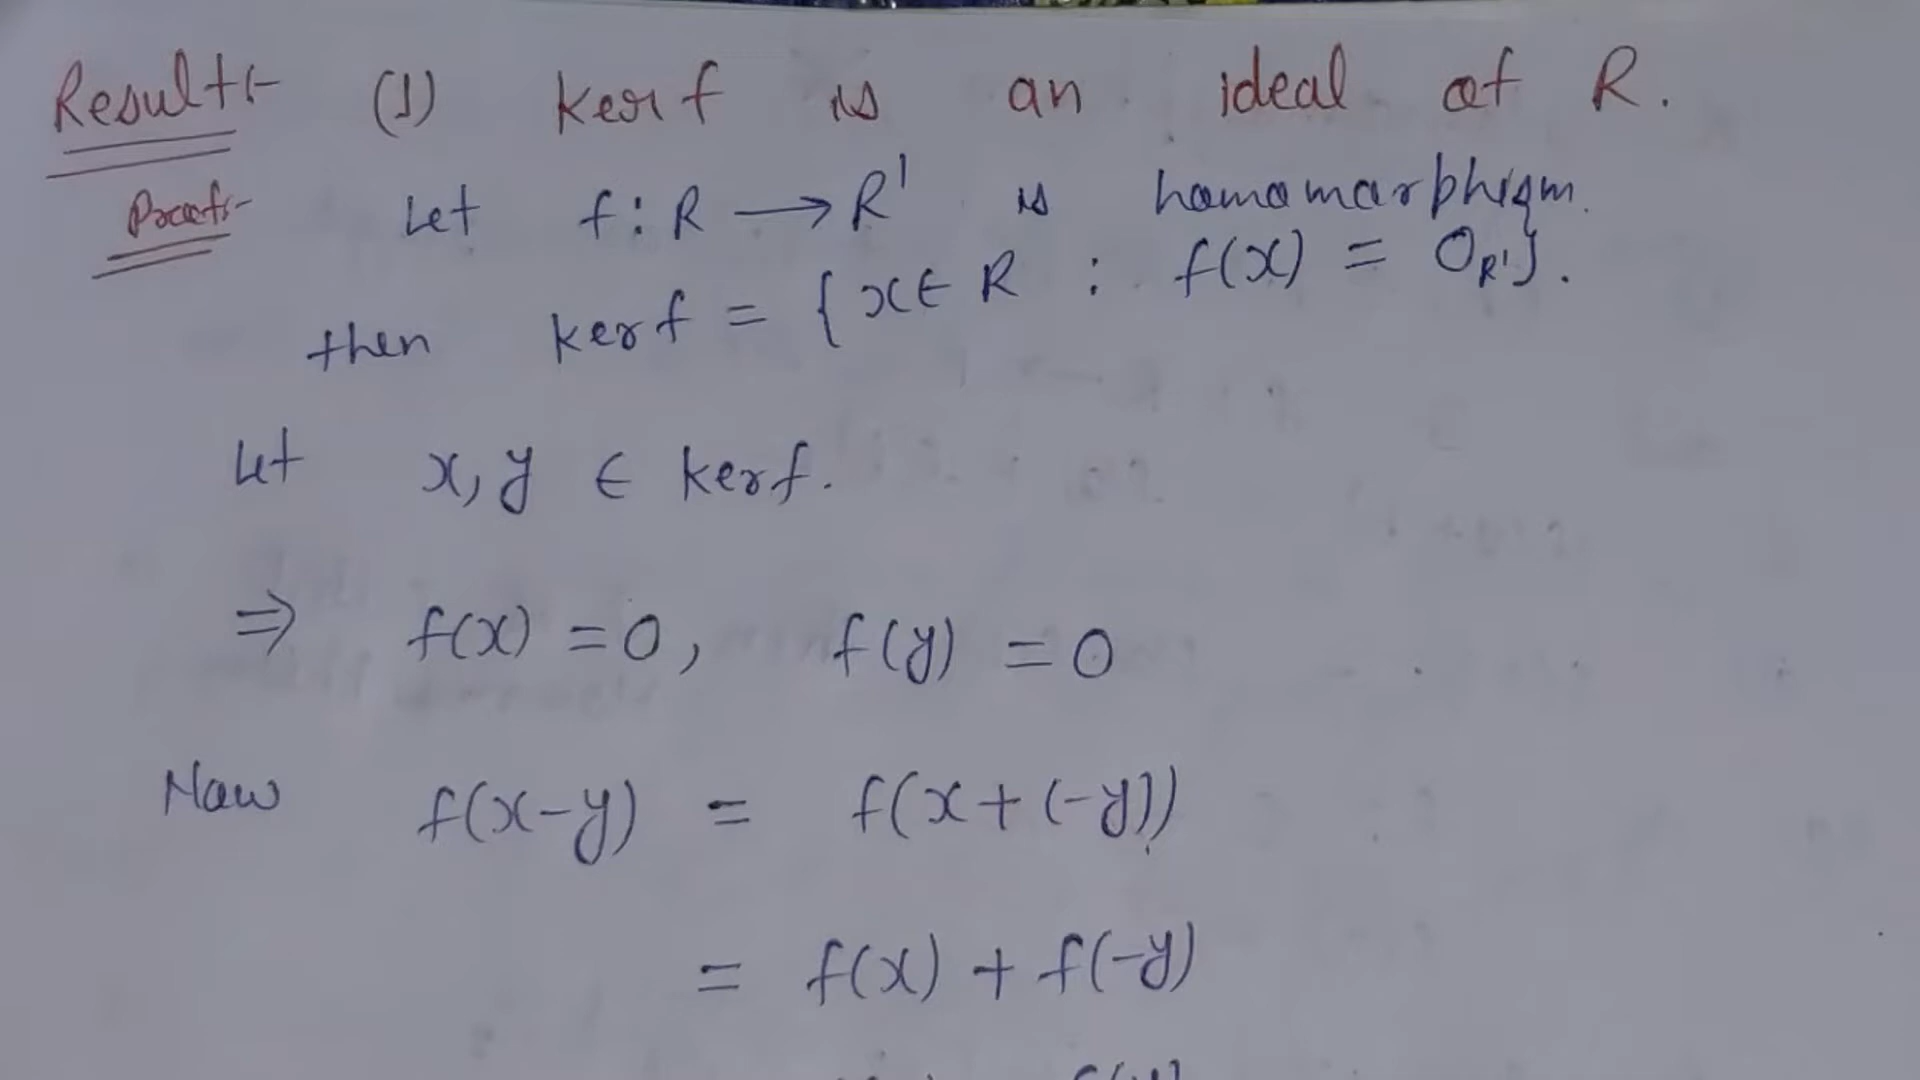 Result:- (1) Ker f is an ideal of R.
Proof:- Let f: R ⟶ R' is homomorphism.
then Ker f = { x ∈ R : f(x) = 0_R' }.
Let x, y ∈ Ker f.
⇒ f(x) = 0, f(y) = 0
Now f(x-y) = f(x+(-y))
= f(x) + f(-y)